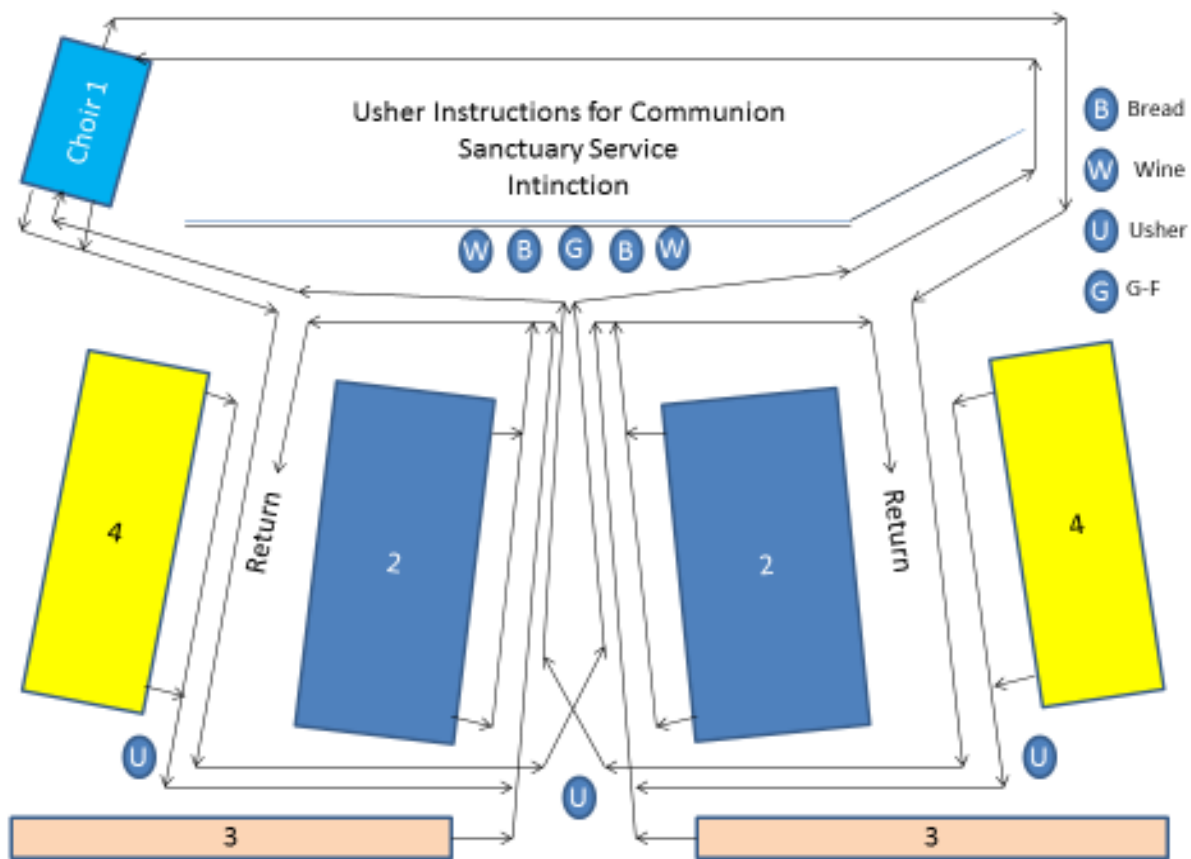 Choir 1
Usher Instructions for Communion
Sanctuary Service
Intinction
B Bread
W Wine
U Usher
G G-F
W B G B W
4
Return
2
2
Return
4
U
U
U
3
3